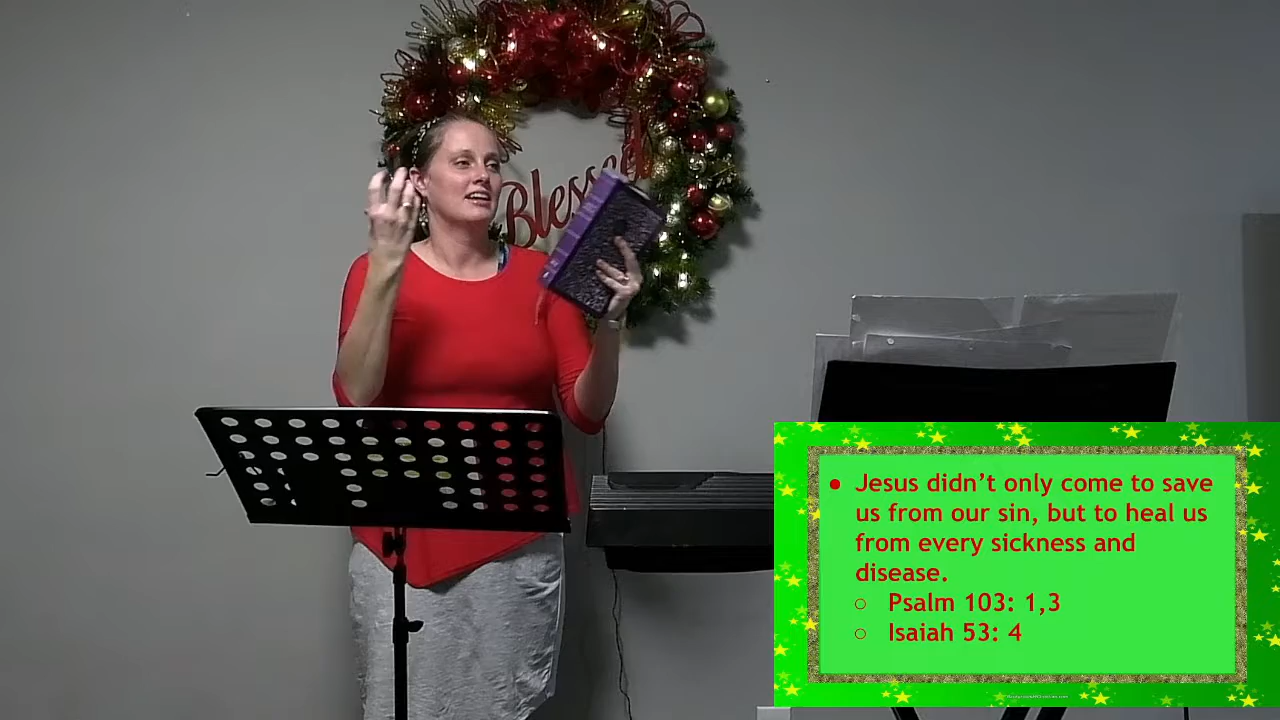 Blessed
Jesus didn't only come to save
us from our sin, but to heal us
from every sickness and
disease.
Psalm 103: 1,3
Isaiah 53: 4